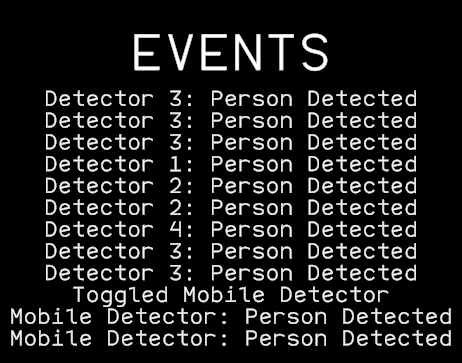 EVENTS
Detector 3: Person Detected
Detector 3: Person Detected
Detector 3: Person Detected
Detector 1: Person Detected
Detector 2: Person Detected
Detector 2: Person Detected
Detector 4: Person Detected
Detector 3: Person Detected
Detector 3: Person Detected
Toggled Mobile Detector
Mobile Detector: Person Detected
Mobile Detector: Person Detected